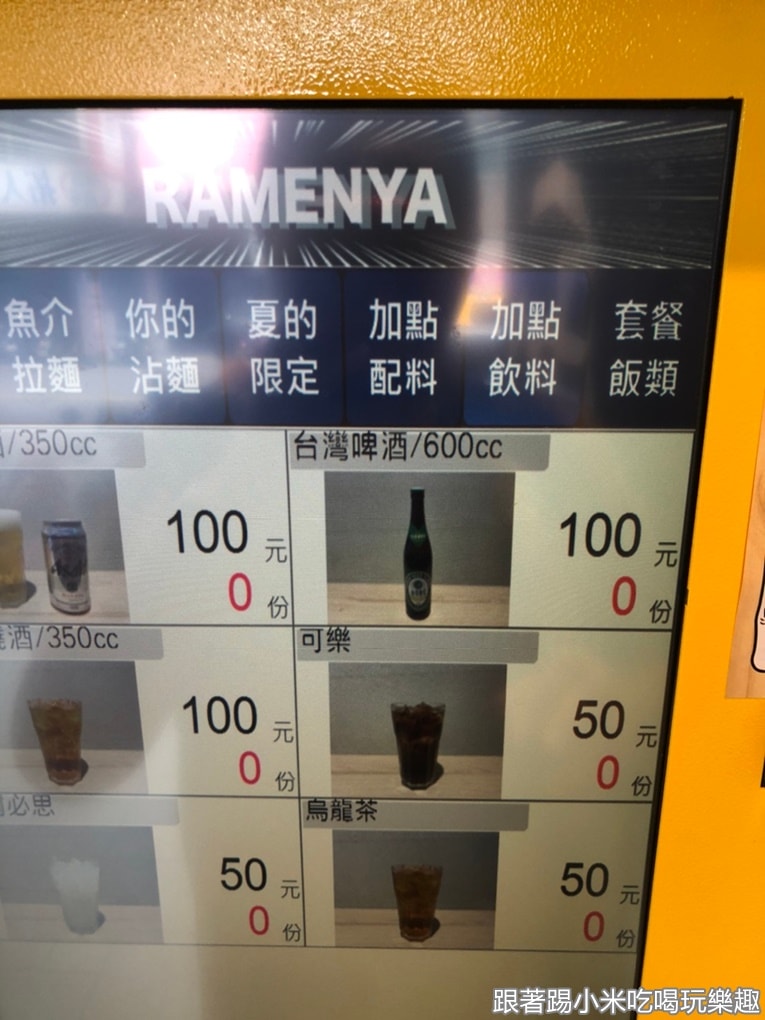 RAMENYA
魚介 你的 夏的 加點 加點 套餐
拉麵 沾麵 限定 配料 飲料 飯類
/350cc 台灣啤酒/600cc
100 元 100 元
0 份 0 份
酒/350cc 可樂
100 元 50 元
0 份 0 份
必思 烏龍茶
50 元 50 元
0 份 0 份
跟著踢小米吃喝玩樂趣